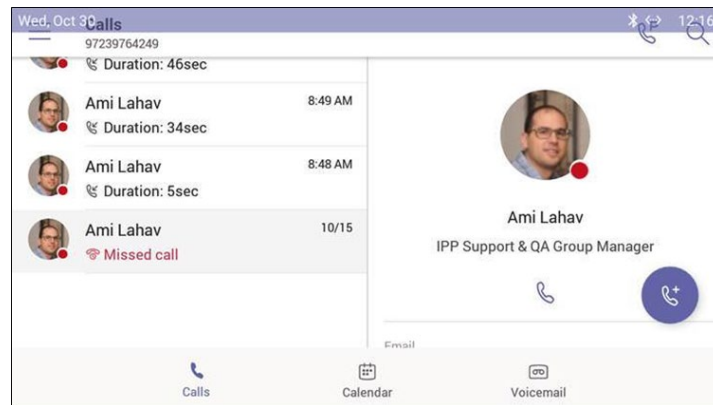 Wed, Oct 30
12:16
Calls
97239764249
Duration: 46sec
Ami Lahav
8:49 AM
Duration: 34sec
Ami Lahav
8:48 AM
Duration: 5sec
Ami Lahav
10/15
Missed call
Ami Lahav
IPP Support & QA Group Manager
Email
Calls
Calendar
Voicemail